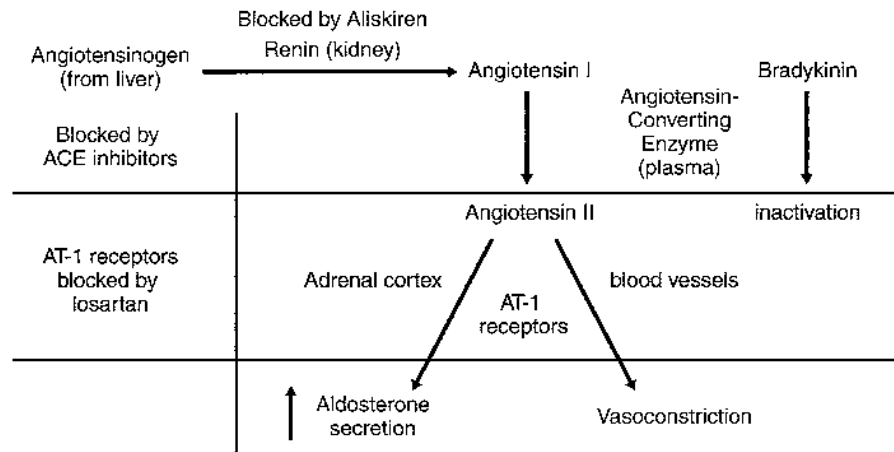 Blocked by Aliskiren
Renin (kidney)
Angiotensinogen
(from liver)
Angiotensin I
Bradykinin
Blocked by
ACE inhibitors
Angiotensin-
Converting
Enzyme
(plasma)
Angiotensin II
inactivation
AT-1 receptors
blocked by
losartan
Adrenal cortex
blood vessels
AT-1
receptors
Aldosterone
secretion
Vasoconstriction